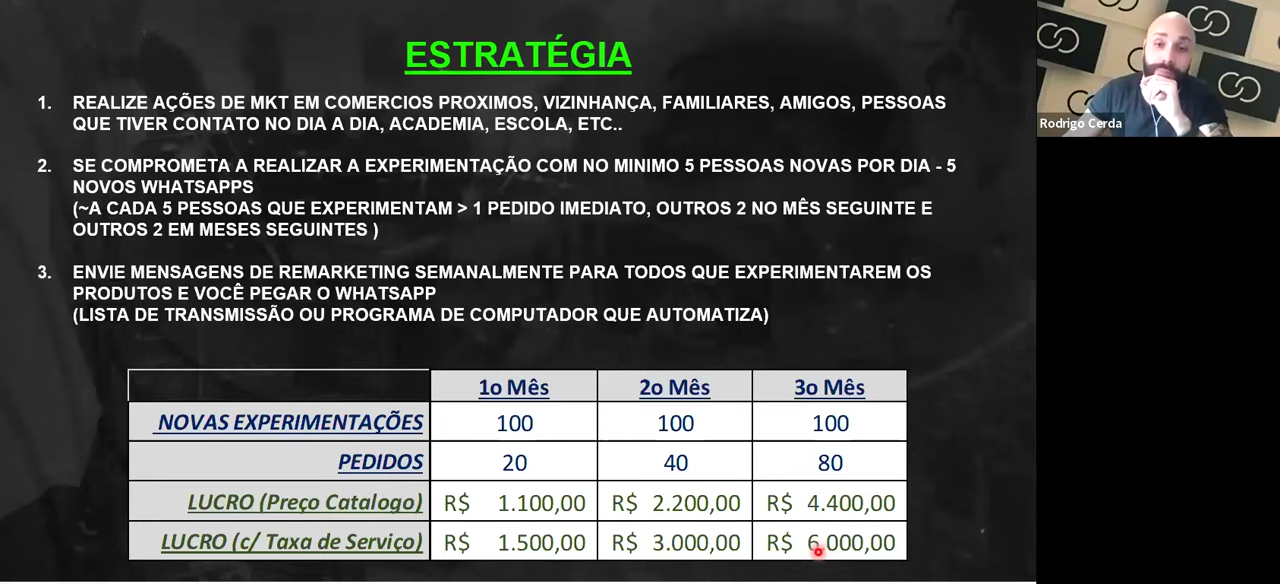 ESTRATÉGIA
1. REALIZE AÇÕES DE MKT EM COMERCIOS PROXIMOS, VIZINHANÇA, FAMILIARES, AMIGOS, PESSOAS
QUE TIVER CONTATO NO DIA A DIA, ACADEMIA, ESCOLA, ETC..
2. SE COMPROMETA A REALIZAR A EXPERIMENTAÇÃO COM NO MINIMO 5 PESSOAS NOVAS POR DIA - 5
NOVOS WHATSAPPS
(~A CADA 5 PESSOAS QUE EXPERIMENTAM > 1 PEDIDO IMEDIATO, OUTROS 2 NO MÊS SEGUINTE E
OUTROS 2 EM MESES SEGUINTES )
3. ENVIE MENSAGENS DE REMARKETING SEMANALMENTE PARA TODOS QUE EXPERIMENTAREM OS
PRODUTOS E VOCÊ PEGAR O WHATSAPP
(LISTA DE TRANSMISSÃO OU PROGRAMA DE COMPUTADOR QUE AUTOMATIZA)
1o Mês 2o Mês 3o Mês
NOVAS EXPERIMENTAÇÕES 100 100 100
PEDIDOS 20 40 80
LUCRO (Preço Catalogo) R$ 1.100,00 R$ 2.200,00 R$ 4.400,00
LUCRO (c/ Taxa de Serviço) R$ 1.500,00 R$ 3.000,00 R$ 6.000,00
Rodrigo Cerda